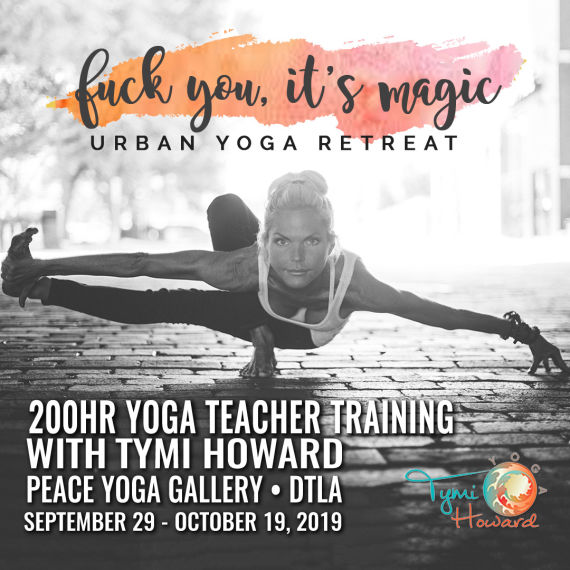 fuck you, it's magic
URBAN YOGA RETREAT
200HR YOGA TEACHER TRAINING
WITH TYMI HOWARD
PEACE YOGA GALLERY • DTLA
SEPTEMBER 29 - OCTOBER 19, 2019
YOGA
Tymi
Howard